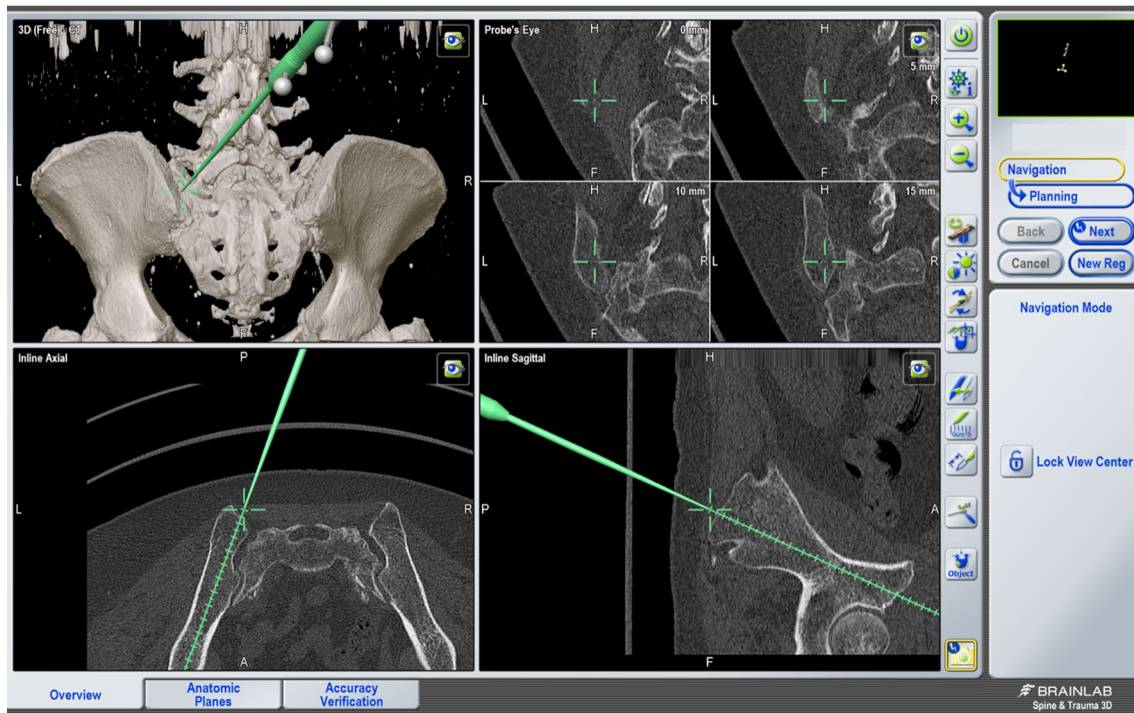 3D (Free) - CT
H
L
R
F
Probe's Eye
H
0 mm
L
F
H
5 mm
R
F
H
10 mm
L
R
F
H
15 mm
L
R
F
Inline Axial
P
L
R
A
Inline Sagittal
H
P
A
F
Object
Navigation
Planning
Back
Next
Cancel
New Reg
Navigation Mode
Lock View Center
Overview
Anatomic
Planes
Accuracy
Verification
BRAINLAB
Spine & Trauma 3D